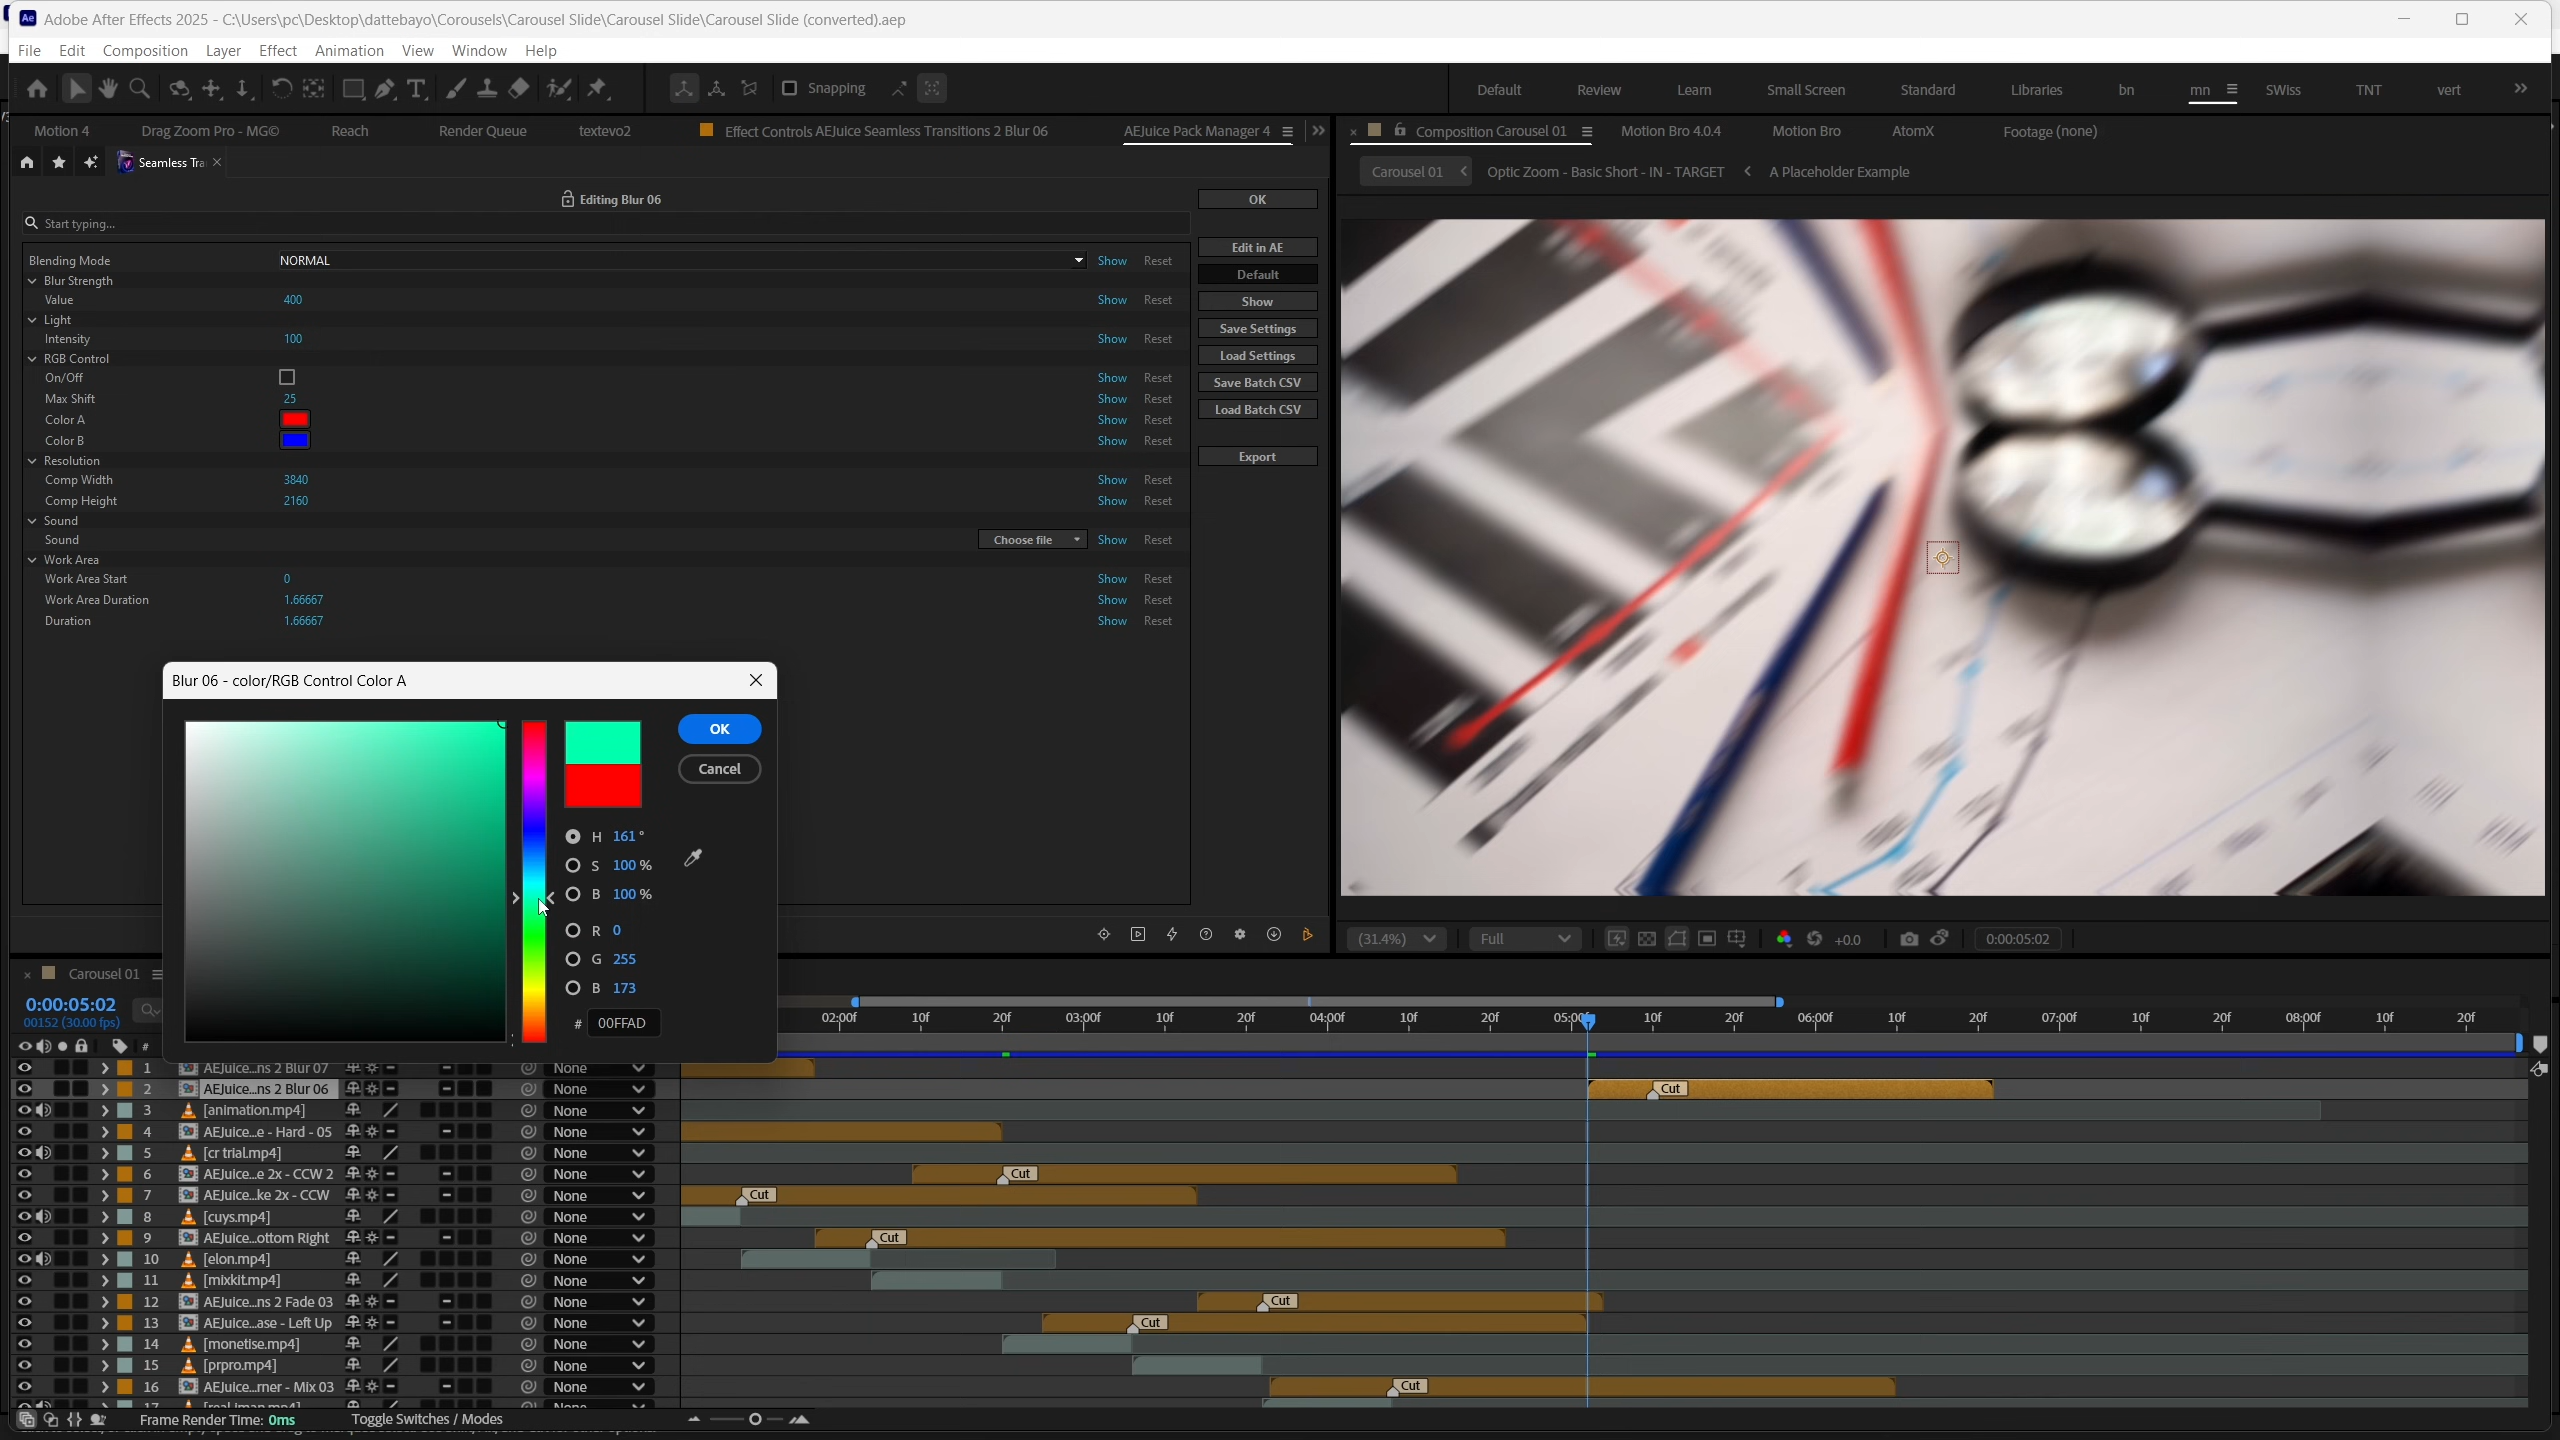 Ae Adobe After Effects 2025 - C:\Users\pc\Desktop\dattebayo\Corousels\Carousel Slide\Carousel Slide\Carousel Slide (converted).aep
File Edit Composition Layer Effect Animation View Window Help
Snapping Default Review Learn Small Screen Standard Libraries bn mn SWiss TNT vert
Motion 4 Drag Zoom Pro - MG© Reach Render Queue textevo2 Effect Controls AEJuice Seamless Transitions 2 Blur 06 AEJuice Pack Manager 4
Composition Carousel 01 Motion Bro 4.0.4 Motion Bro AtomX Footage (none)
Seamless Tra
Carousel 01 Optic Zoom - Basic Short - IN - TARGET A Placeholder Example
Editing Blur 06
OK
Start typing...
Edit in AE
Blending Mode NORMAL Show Reset
Default
Blur Strength
Value 400 Show Reset
Show
Light
Save Settings
Intensity 100 Show Reset
Load Settings
RGB Control
On/Off Show Reset
Save Batch CSV
Max Shift 25 Show Reset
Load Batch CSV
Color A Show Reset
Color B Show Reset
Export
Resolution
Comp Width 3840 Show Reset
Comp Height 2160 Show Reset
Sound
Sound Choose file Show Reset
Work Area
Work Area Start 0 Show Reset
Work Area Duration 1.66667 Show Reset
Duration 1.66667 Show Reset
Blur 06 - color/RGB Control Color A
OK
Cancel
H 161 °
S 100 %
B 100 %
R 0
G 255
B 173
# 00FFAD
(31.4%) Full +0.0 0:00:05:02
Carousel 01
0:00:05:02
00152 (30.00 fps)
02:00f 10f 20f 03:00f 10f 20f 04:00f 10f 20f 05:00f 10f 20f 06:00f 10f 20f 07:00f 10f 20f 08:00f 10f 20f
#
1 AEJuice...ns 2 Blur 07 None
2 AEJuice...ns 2 Blur 06 None Cut
3 [animation.mp4] None
4 AEJuice...e - Hard - 05 None
5 [cr trial.mp4] None
6 AEJuice...e 2x - CCW 2 None Cut
7 AEJuice...ke 2x - CCW None Cut
8 [cuys.mp4] None
9 AEJuice...ottom Right None Cut
10 [elon.mp4] None
11 [mixkit.mp4] None
12 AEJuice...ns 2 Fade 03 None Cut
13 AEJuice...ase - Left Up None Cut
14 [monetise.mp4] None
15 [prpro.mp4] None
16 AEJuice...rner - Mix 03 None Cut
Frame Render Time: 0ms Toggle Switches / Modes